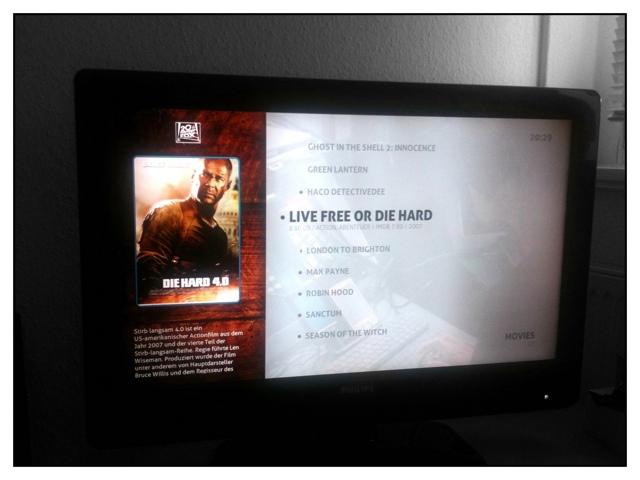 20TH
CENTURY
FOX
DIE HARD 4.0
Stirb langsam 4.0 ist ein
US-amerikanischer Actionfilm aus dem
Jahr 2007 und der vierte Teil der
Stirb-langsam-Reihe. Regie führte Len
Wiseman. Produziert wurde der Film
unter anderem von Hauptdarsteller
Bruce Willis und dem Regisseur des
20:29
GHOST IN THE SHELL 2: INNOCENCE
GREEN LANTERN
• HACO DETECTIVEDEE
• LIVE FREE OR DIE HARD
ACTION, ABENTEUER / IMDB 7.50 / 2007
• LONDON TO BRIGHTON
• MAX PAYNE
• ROBIN HOOD
• SANCTUM
• SEASON OF THE WITCH
MOVIES
PHILIPS